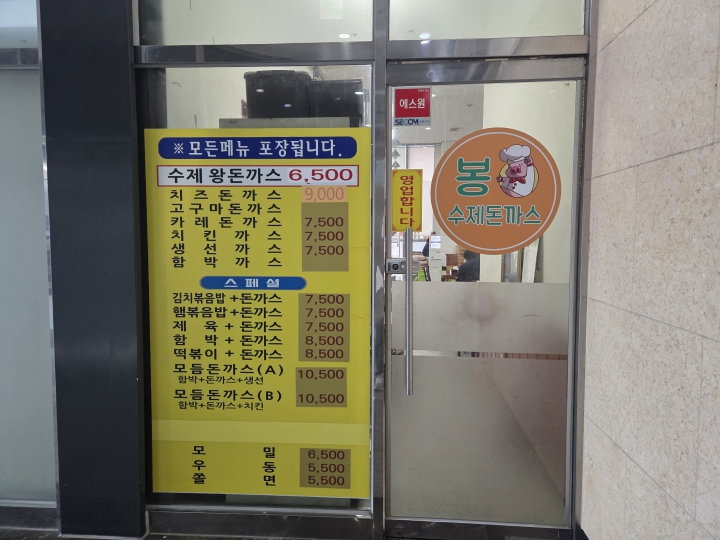 ※ 모든메뉴 포장됩니다.
수제 왕돈까스 6,500
치즈돈까스 9,000
고구마돈까스
카레돈까스 7,500
치킨까스 7,500
생선까스 7,500
함박까스
스페셜
김치볶음밥+돈까스 7,500
햄볶음밥+돈까스 7,500
제육+돈까스 7,500
함박+돈까스 8,500
떡볶이+돈까스 8,500
모듬돈까스(A) 10,500
함박+돈까스+생선
모듬돈까스(B) 10,500
함박+돈까스+치킨
모밀 6,500
우동 5,500
쫄면 5,500
에스원
SECOM
영업합니다
봉
수제돈까스